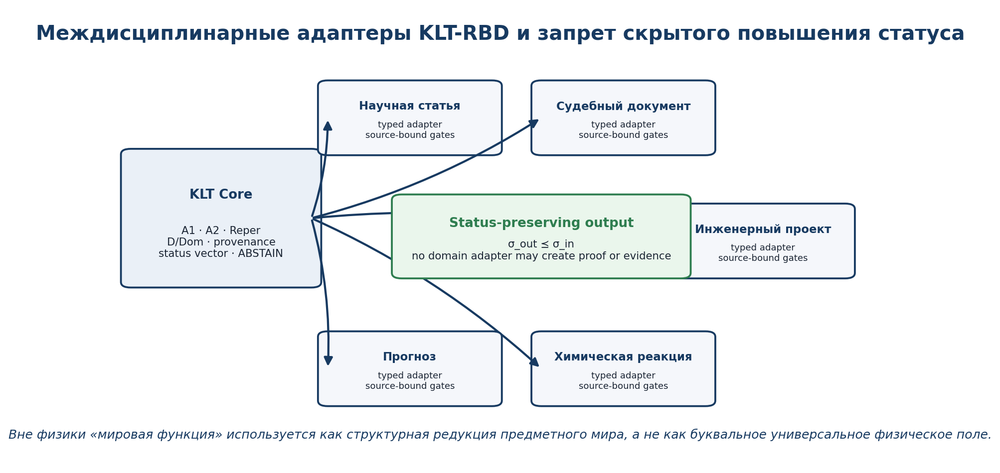 Междисциплинарные адаптеры KLT-RBD и запрет скрытого повышения статуса
Научная статья
typed adapter
source-bound gates
Судебный документ
typed adapter
source-bound gates
KLT Core
A1 · A2 · Reper
D/Dom · provenance
status vector · ABSTAIN
Status-preserving output
σ_out ⪯ σ_in
no domain adapter may create proof or evidence
Инженерный проект
typed adapter
source-bound gates
Прогноз
typed adapter
source-bound gates
Химическая реакция
typed adapter
source-bound gates
Вне физики «мировая функция» используется как структурная редукция предметного мира, а не как буквальное универсальное физическое поле.